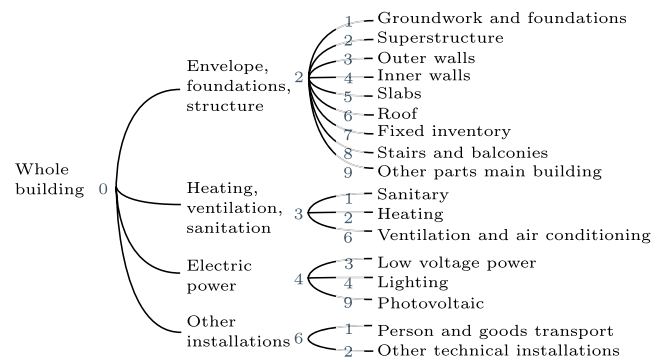 Whole
building 0
Envelope,
foundations,
structure
2
1 Groundwork and foundations
2 Superstructure
3 Outer walls
4 Inner walls
5 Slabs
6 Roof
7 Fixed inventory
8 Stairs and balconies
9 Other parts main building
Heating,
ventilation,
sanitation
3
1 Sanitary
2 Heating
6 Ventilation and air conditioning
Electric
power
4
3 Low voltage power
4 Lighting
9 Photovoltaic
Other
installations 6
1 Person and goods transport
2 Other technical installations